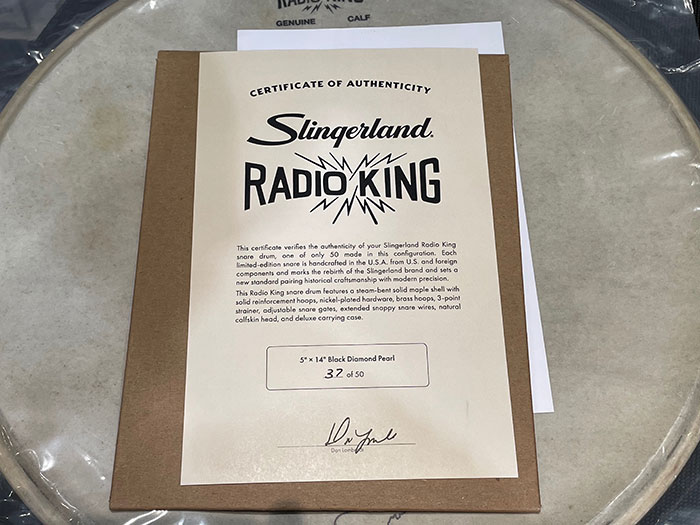 RADIO KING
GENUINE CALF
CERTIFICATE OF AUTHENTICITY
Slingerland.
RADIO KING
This certificate verifies the authenticity of your Slingerland Radio King
snare drum, one of only 50 made in this configuration. Each
limited-edition snare is handcrafted in the U.S.A. from U.S. and foreign
components and marks the rebirth of the Slingerland brand and sets a
new standard pairing historical craftsmanship with modern precision.
This Radio King snare drum features a steam-bent solid maple shell with
solid reinforcement hoops, nickel-plated hardware, brass hoops, 3-point
strainer, adjustable snare gates, extended snappy snare wires, natural
calfskin head, and deluxe carrying case.
5" × 14" Black Diamond Pearl
37 of 50
Don Lombardi